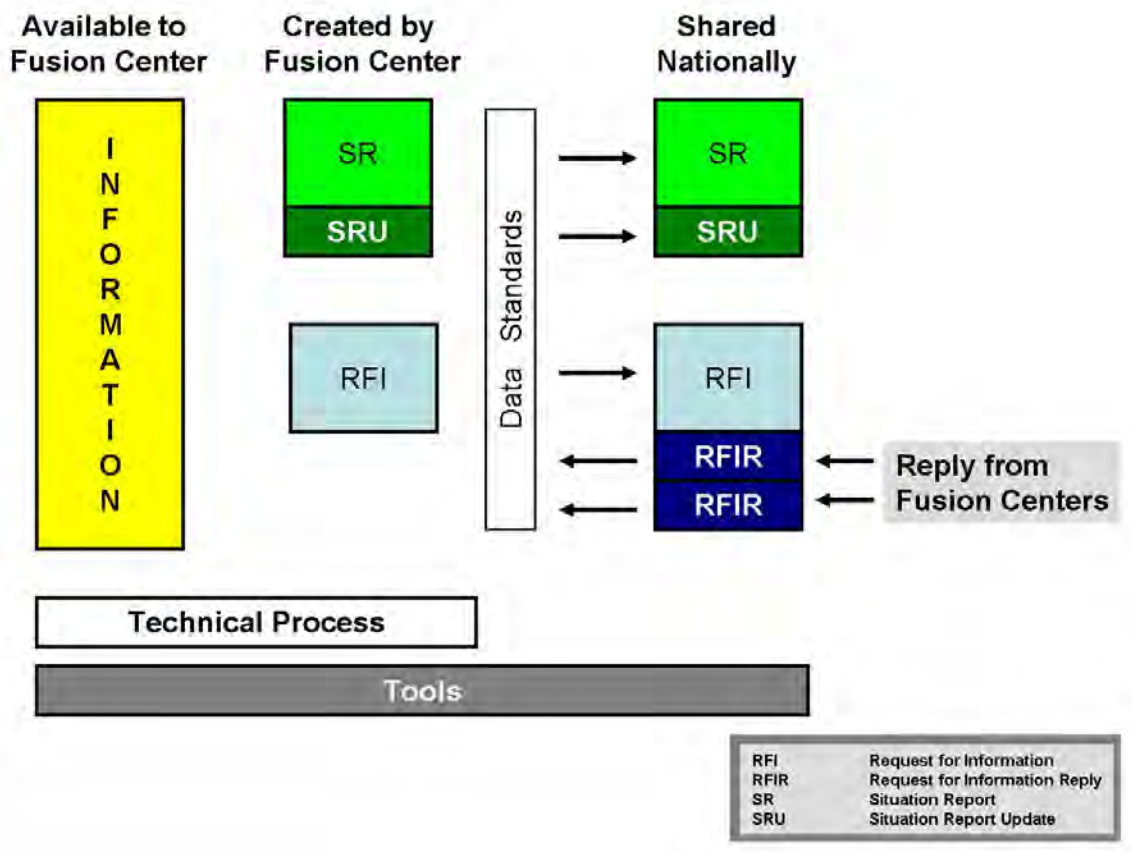 Available to
Fusion Center
Created by
Fusion Center
Shared
Nationally
INFORMATION
SR
SRU
RFI
Data Standards
SR
SRU
RFI
RFIR
RFIR
Reply from
Fusion Centers
Technical Process
Tools
RFI Request for Information
RFIR Request for Information Reply
SR Situation Report
SRU Situation Report Update